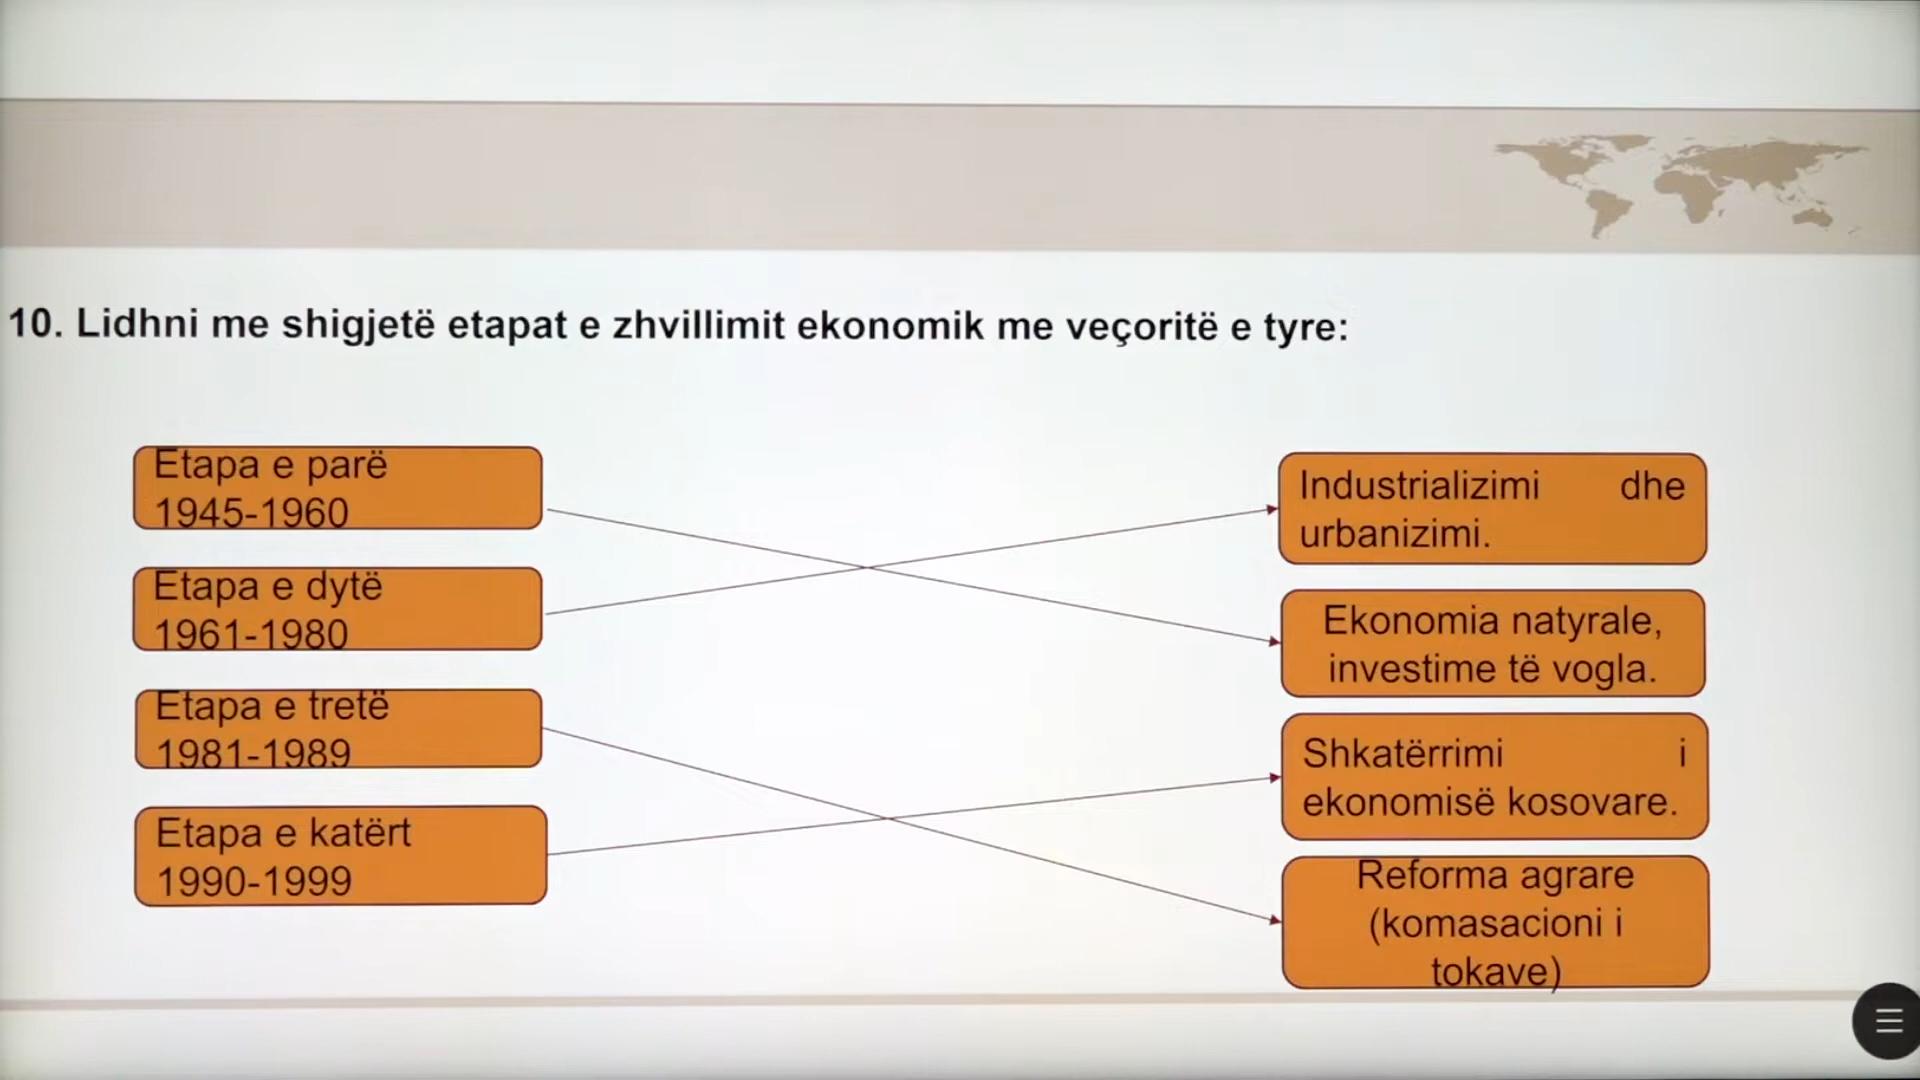 10. Lidhni me shigjetë etapat e zhvillimit ekonomik me veçoritë e tyre:
Etapa e parë
1945-1960
Etapa e dytë
1961-1980
Etapa e tretë
1981-1989
Etapa e katërt
1990-1999
Industrializimi dhe
urbanizimi.
Ekonomia natyrale,
investime të vogla.
Shkatërrimi i
ekonomisë kosovare.
Reforma agrare
(komasacioni i
tokave)